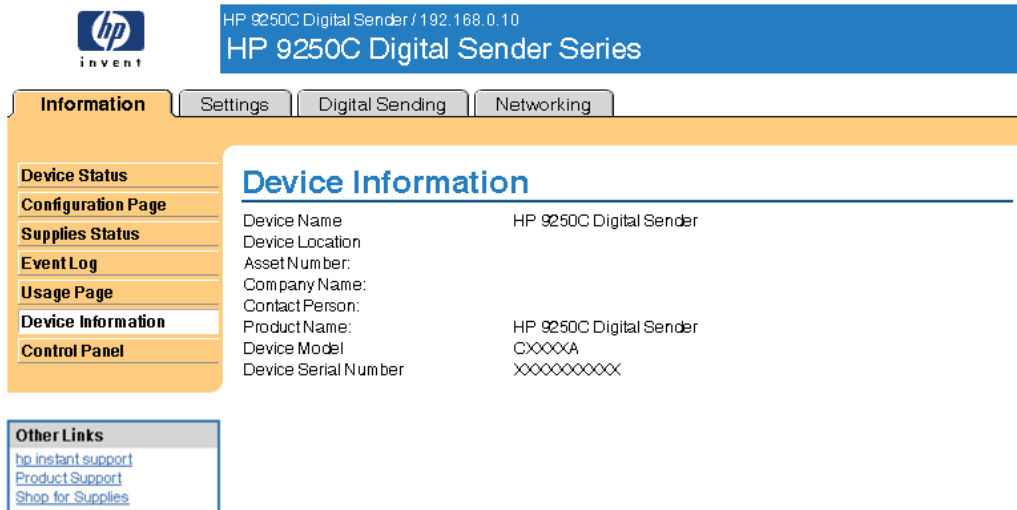 hp
invent
HP 9250C Digital Sender / 192.168.0.10
HP 9250C Digital Sender Series
Information
Settings
Digital Sending
Networking
Device Status
Configuration Page
Supplies Status
Event Log
Usage Page
Device Information
Control Panel
Other Links
hp instant support
Product Support
Shop for Supplies
Device Information
Device Name HP 9250C Digital Sender
Device Location
Asset Number:
Company Name:
Contact Person:
Product Name: HP 9250C Digital Sender
Device Model CXXXXA
Device Serial Number XXXXXXXXXX